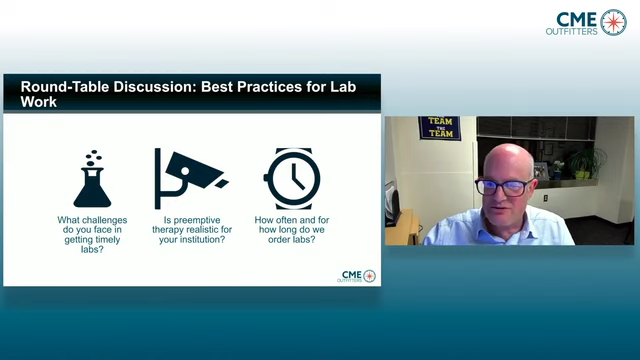 CME
OUTFITTERS
Round-Table Discussion: Best Practices for Lab
Work
What challenges
do you face in
getting timely
labs?
Is preemptive
therapy realistic for
your institution?
How often and for
how long do we
order labs?
CME
OUTFITTERS
TEAM
THE
TEAM